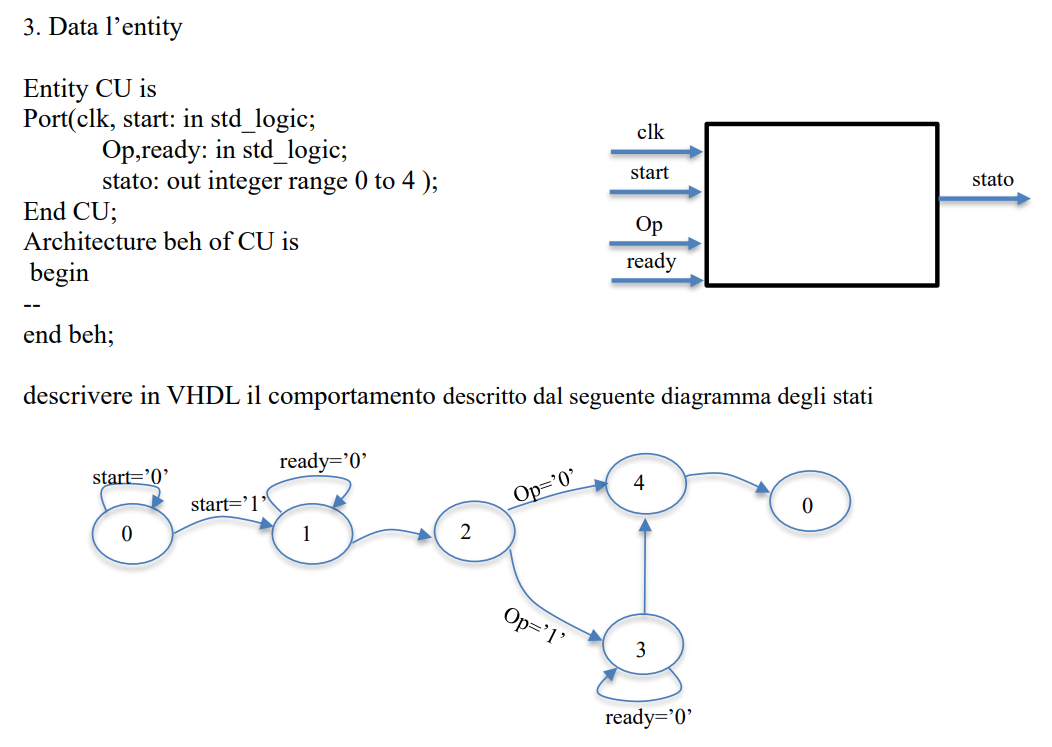 3. Data l’entity
Entity CU is
Port(clk, start: in std_logic;
Op,ready: in std_logic;
stato: out integer range 0 to 4 );
End CU;
Architecture beh of CU is
begin
--
end beh;
clk
start
Op
ready
stato
descrivere in VHDL il comportamento descritto dal seguente diagramma degli stati
start=’0’
0
start=’1’
ready=’0’
1
2
Op=’0’
4
0
Op=’1’
3
ready=’0’